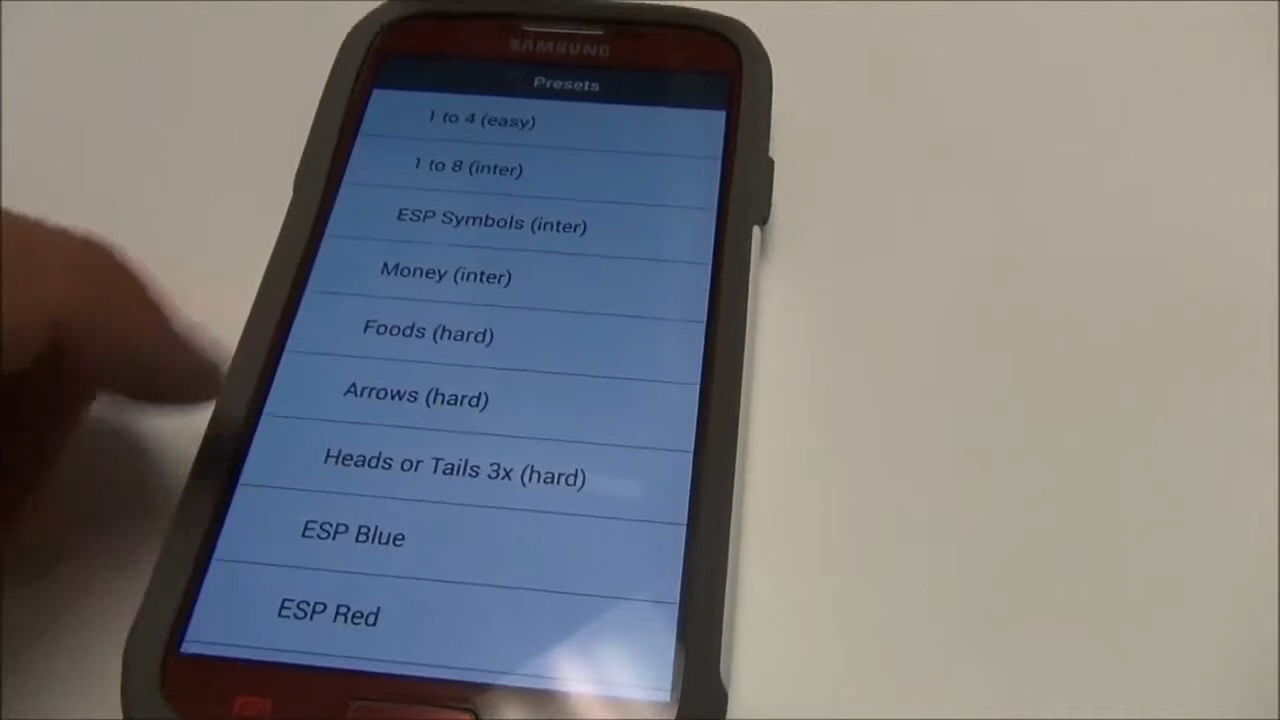 SAMSUNG
Presets
1 to 4 (easy)
1 to 8 (inter)
ESP Symbols (inter)
Money (inter)
Foods (hard)
Arrows (hard)
Heads or Tails 3x (hard)
ESP Blue
ESP Red